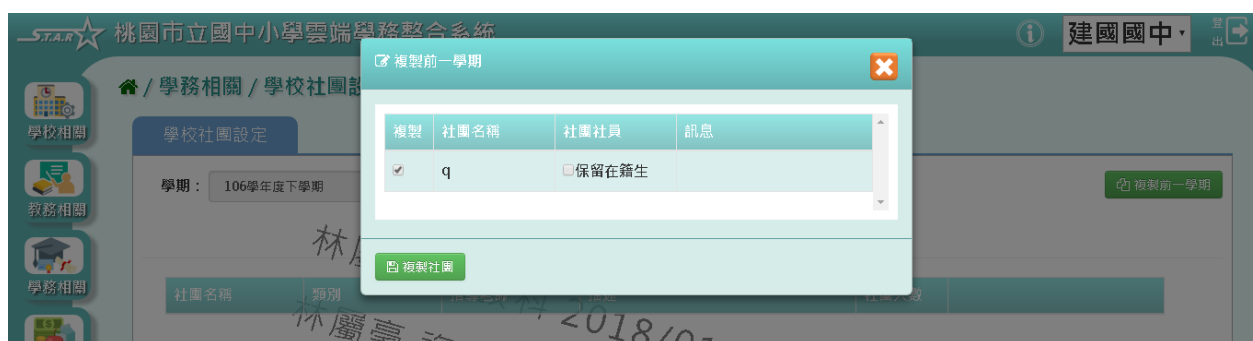 S.T.A.R 桃園市立國中小學雲端學務整合系統
建國國中
登出
複製前一學期
/ 學務相關 / 學校社團設
學校相關
學校社團設定
複製 社團名稱 社團社員 訊息
q 保留在籍生
教務相關
學期： 106學年度下學期
複製前一學期
複製社團
學務相關
社團名稱 類別 社團人數
林屬臺
2018/0